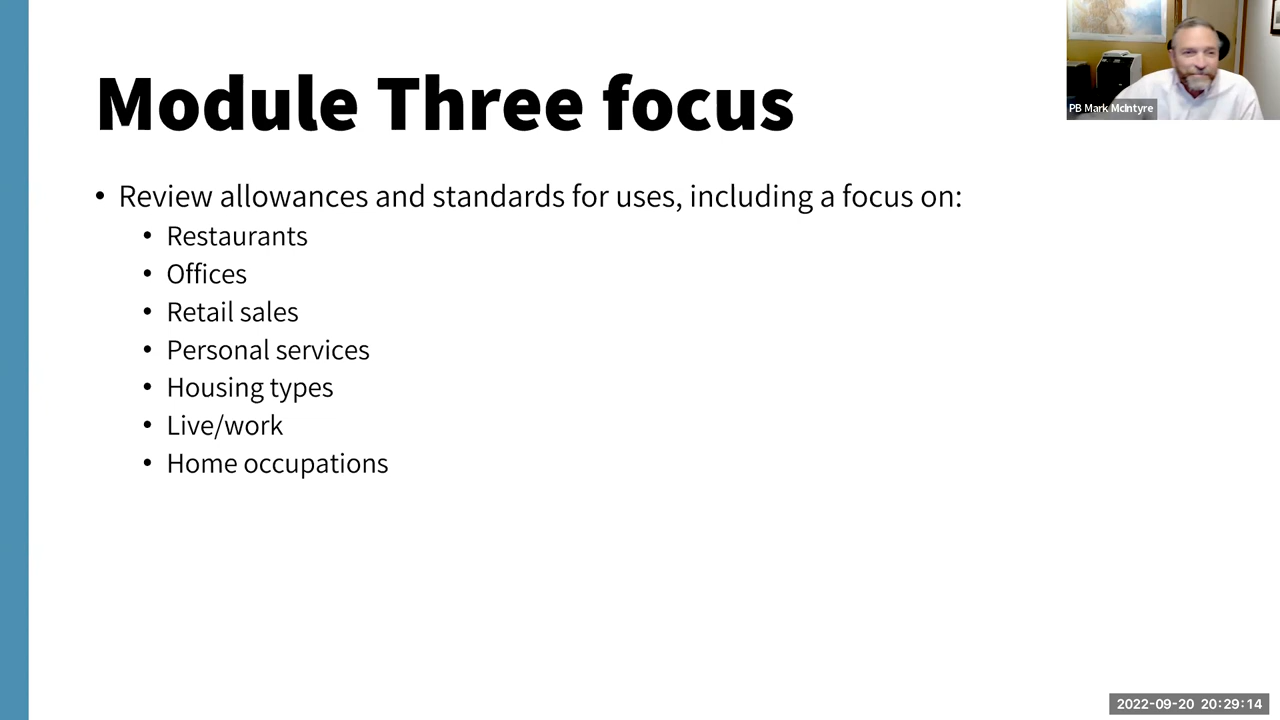 Module Three focus
• Review allowances and standards for uses, including a focus on:
• Restaurants
• Offices
• Retail sales
• Personal services
• Housing types
• Live/work
• Home occupations
PB Mark McIntyre
2022-09-20 20:29:14